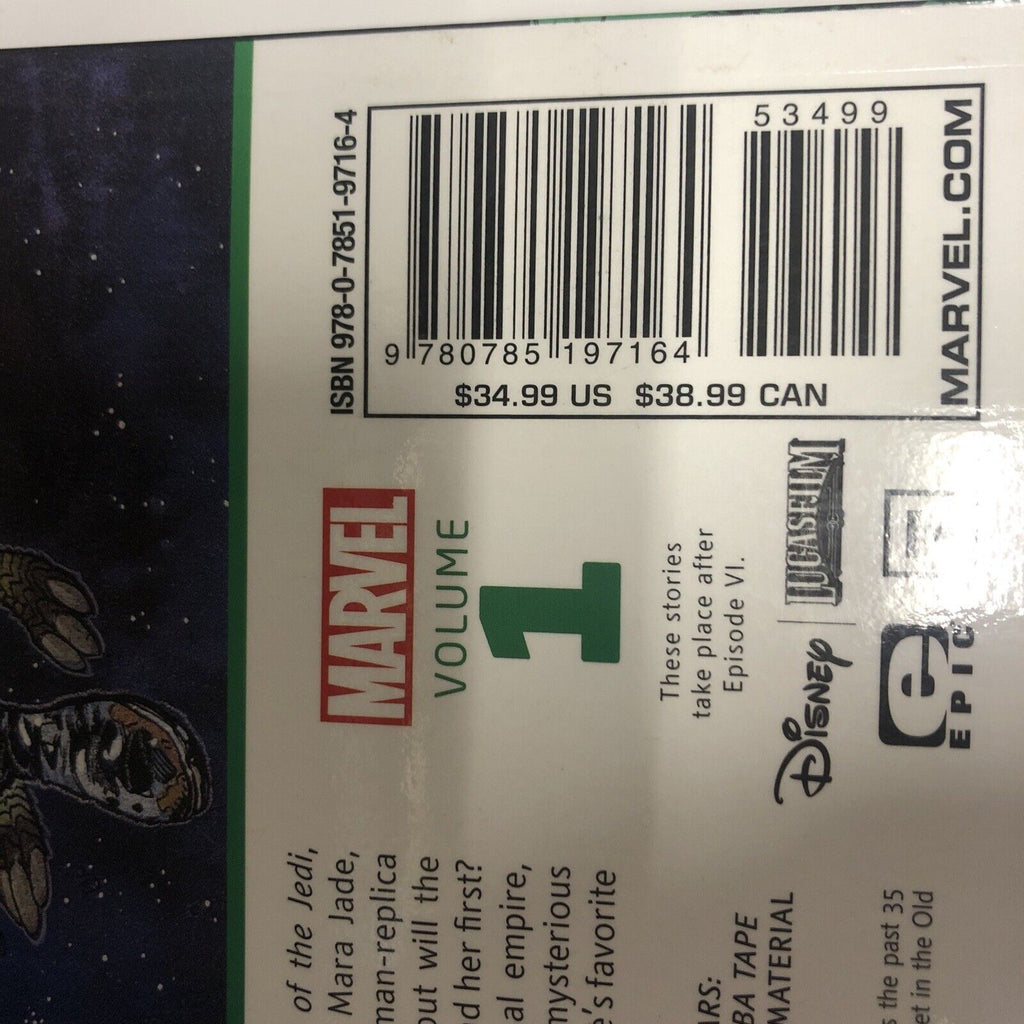 of the Jedi,
Mara Jade,
man-replica
out will the
nd her first?
al empire,
mysterious
e's favorite
ARS:
BA TAPE
MATERIAL
s the past 35
et in the Old
MARVEL
VOLUME
1
These stories
take place after
Episode VI.
DISNEY | LUCASFILM
e
EPIC
ISBN 978-0-7851-9716-4
9 780785 197164
53499
$34.99 US $38.99 CAN
MARVEL.COM